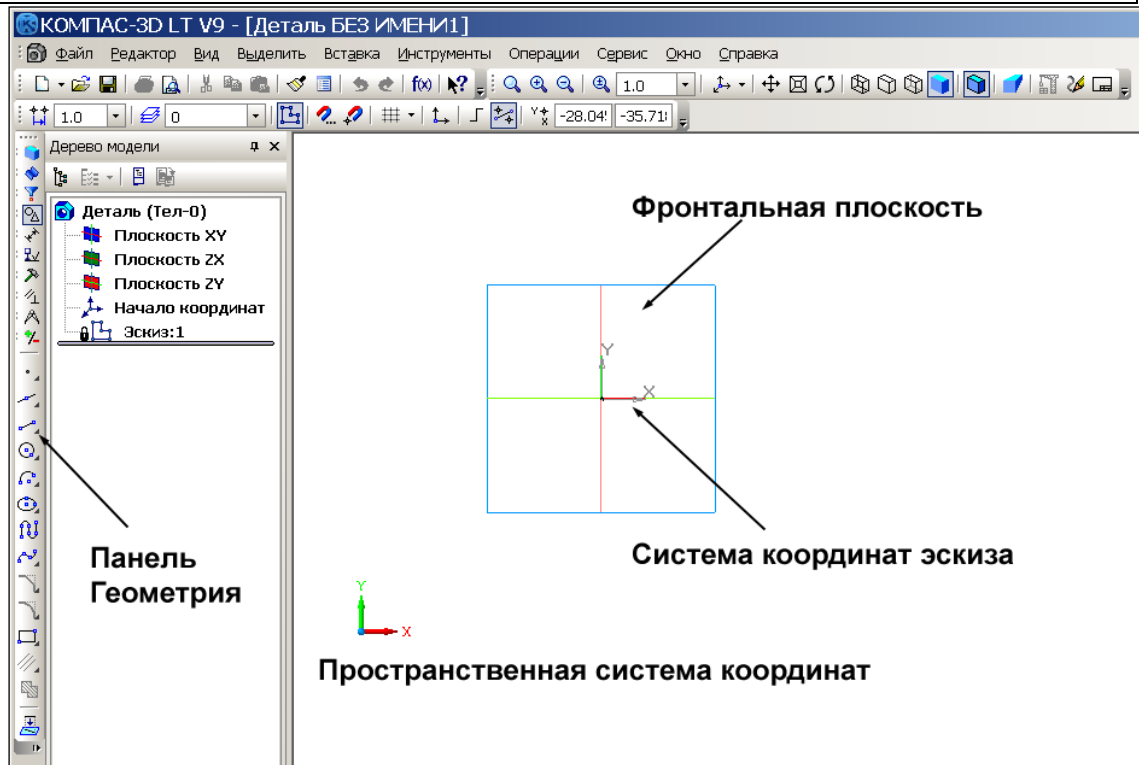 КОМПАС-3D LT V9 - [Деталь БЕЗ ИМЕНИ1]
Файл Редактор Вид Выделить Вставка Инструменты Операции Сервис Окно Справка
f(x) 1.0
1.0 0 -28.04 -35.71
Дерево модели
Деталь (Тел-0)
Плоскость XY
Плоскость ZX
Плоскость ZY
Начало координат
Эскиз:1
Фронтальная плоскость
Y
X
Система координат эскиза
Панель
Геометрия
Y
X
Пространственная система координат